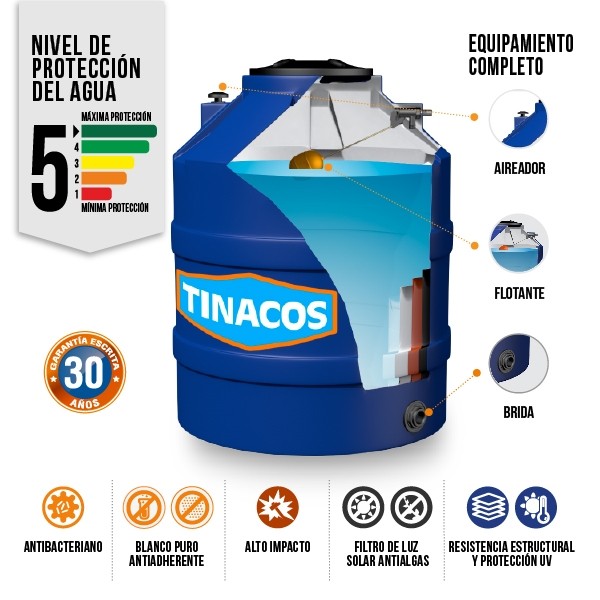 NIVEL DE
PROTECCIÓN
DEL AGUA
5
MÁXIMA PROTECCIÓN
4
3
2
1
MÍNIMA PROTECCIÓN
EQUIPAMIENTO
COMPLETO
AIREADOR
FLOTANTE
BRIDA
TINACOS
GARANTÍA ESCRITA
30
AÑOS
ANTIBACTERIANO
BLANCO PURO
ANTIADHERENTE
ALTO IMPACTO
FILTRO DE LUZ
SOLAR ANTIALGAS
RESISTENCIA ESTRUCTURAL
Y PROTECCIÓN UV